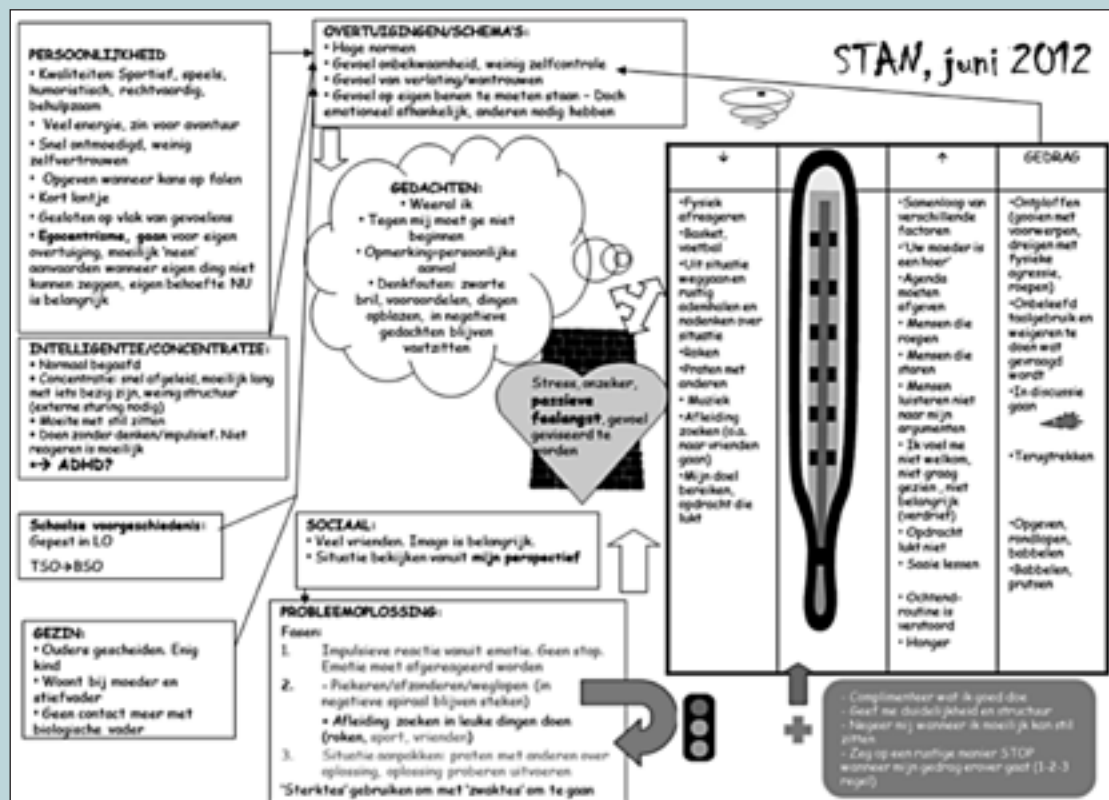 STAN, juni 2012
PERSOONLIJKHEID
• Kwaliteiten: Sportief, speels,
humoristisch, rechtvaardig,
behulpzaam
• Veel energie, zin voor avontuur
• Snel ontmoedigd, weinig
zelfvertrouwen
• Opgeven wanneer kans op falen
• Kort lontje
• Gesloten op vlak van gevoelens
• Egocentrisme, gaan voor eigen
overtuiging, moeilijk 'neen'
aanvaarden wanneer eigen ding niet
kunnen zeggen, eigen behoefte NU
is belangrijk
INTELLIGENTIE/CONCENTRATIE:
• Normaal begaafd
• Concentratie: snel afgeleid, moeilijk lang
met iets bezig zijn, weinig structuur
(externe sturing nodig)
• Moeite met stil zitten
• Doen zonder denken/impulsief. Niet
reageren is moeilijk
→ ADHD?
Schoolse voorgeschiedenis:
Gepest in LO
TSO→BSO
GEZIN:
• Ouders gescheiden. Enig
kind
• Woont bij moeder en
stiefvader
• Geen contact meer met
biologische vader
OVERTUIGINGEN/SCHEMA'S:
• Hoge normen
• Gevoel onbekwaamheid, weinig zelfcontrole
• Gevoel van verlating/wantrouwen
• Gevoel op eigen benen te moeten staan – Doch
emotioneel afhankelijk, anderen nodig hebben
GEDACHTEN:
• Weeral ik
• Tegen mij moet ge niet
beginnen
• Opmerking=persoonlijke
aanval
• Denkfouten: zwarte
bril, vooroordelen, dingen
opblazen, in negatieve
gedachten blijven
vastzitten
Stress, onzeker,
passieve
faalangst, gevoel
geviseerd te
worden
SOCIAAL:
• Veel vrienden. Imago is belangrijk.
• Situatie bekijken vanuit mijn perspectief
PROBLEEMOPLOSSING:
Fasen:
1. Impulsieve reactie vanuit emotie. Geen stop.
Emotie moet afgereageerd worden
2. - Piekeren/afzonderen/weglopen (in
negatieve spiraal blijven steken)
• Afleiding zoeken in leuke dingen doen
(roken, sport, vrienden)
3. Situatie aanpakken: praten met anderen over
oplossing, oplossing proberen uitvoeren
'Sterktes' gebruiken om met 'zwaktes' om te gaan
↓
•Fysiek
afreageren
•Basket,
voetbal
•Uit situatie
weggaan en
rustig
ademhalen en
nadenken over
situatie
•Roken
•Praten met
anderen
• Muziek
•Afleiding
zoeken (o.a.
naar vrienden
gaan)
•Mijn doel
bereiken,
opdracht die
lukt
↑
•Samenloop van
verschillende
factoren
•'Uw moeder is
een hoer'
•Agenda
moeten
afgeven
• Mensen die
roepen
• Mensen die
staren
• Mensen
luisteren niet
naar mijn
argumenten
• Ik voel me
niet welkom,
niet graag
gezien, niet
belangrijk
(verdriet)
• Opdracht
lukt niet
• Saaie lessen
• Ochtend-
routine is
verstoord
• Honger
GEDRAG
•Ontploffen
(gooien met
voorwerpen,
dreigen met
fysieke
agressie,
roepen)
•Onbeleefd
taalgebruik en
weigeren te
doen wat
gevraagd
wordt
•In discussie
gaan
•Terugtrekken
•Opgeven,
rondlopen,
babbelen
•Babbelen,
prutsen
- Complimenteer wat ik goed doe
- Geef me duidelijkheid en structuur
- Negeer mij wanneer ik moeilijk kan stil
zitten
- Zeg op een rustige manier STOP
wanneer mijn gedrag erover gaat (1-2-3
regel)